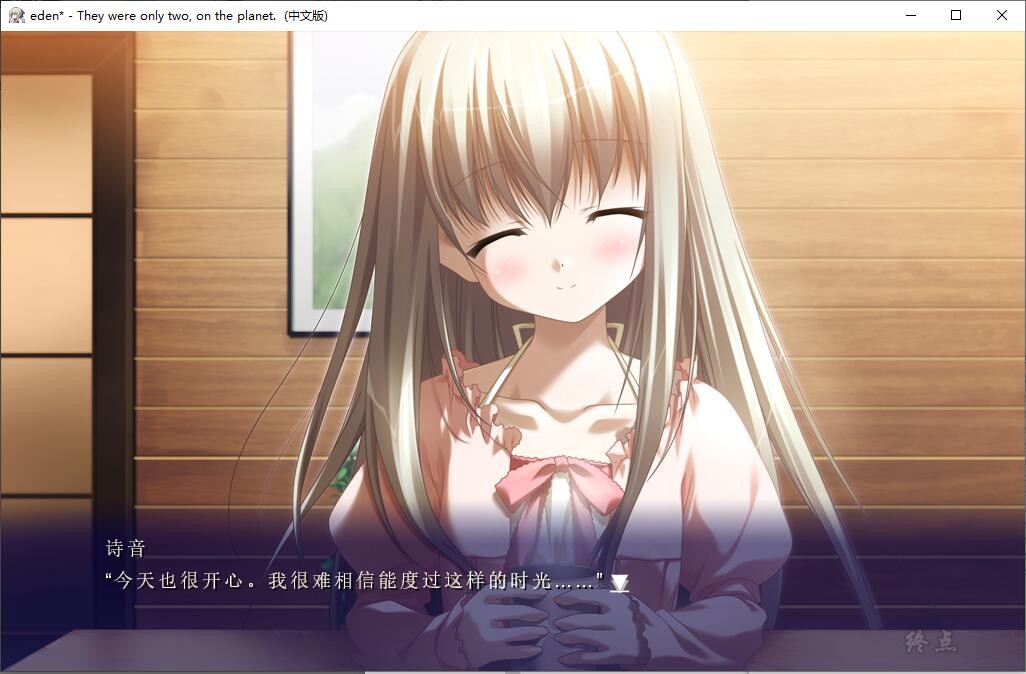 eden* - They were only two, on the planet. (中文版)
诗音
“今天也很开心。我很难相信能度过这样的时光……”
终点